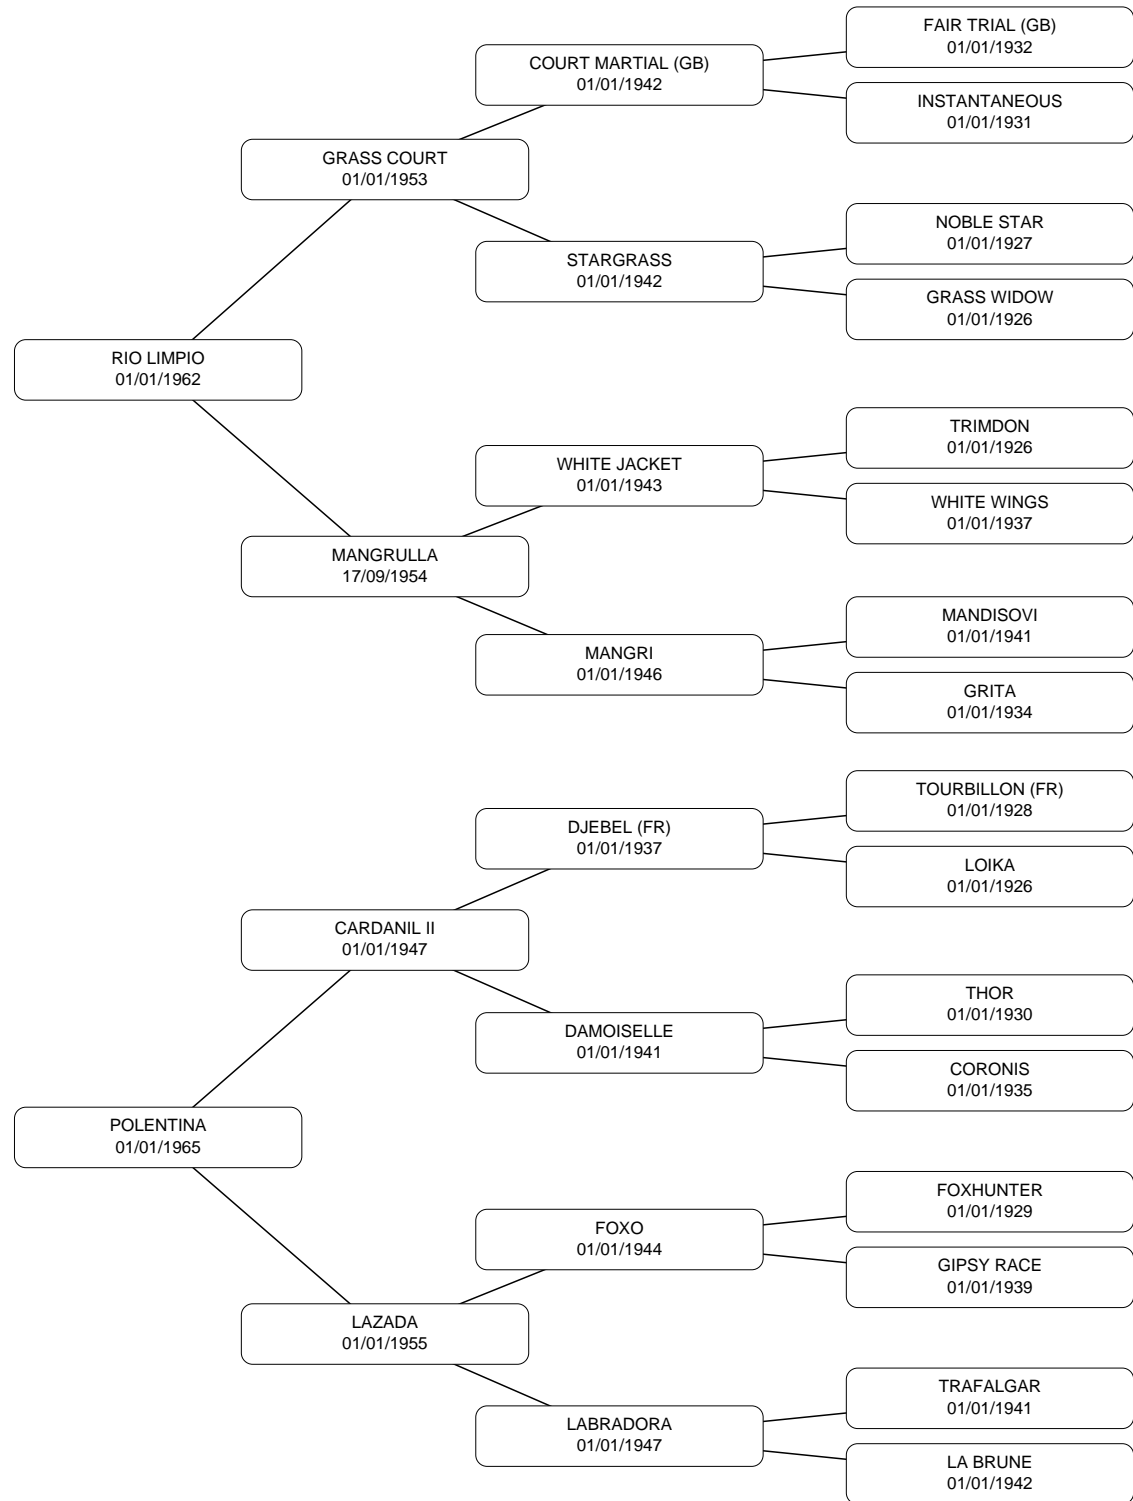 FAIR TRIAL (GB)
01/01/1932
COURT MARTIAL (GB)
01/01/1942
INSTANTANEOUS
01/01/1931
GRASS COURT
01/01/1953
NOBLE STAR
01/01/1927
STARGRASS
01/01/1942
GRASS WIDOW
01/01/1926
RIO LIMPIO
01/01/1962
TRIMDON
01/01/1926
WHITE JACKET
01/01/1943
WHITE WINGS
01/01/1937
MANGRULLA
17/09/1954
MANDISOVI
01/01/1941
MANGRI
01/01/1946
GRITA
01/01/1934
TOURBILLON (FR)
01/01/1928
DJEBEL (FR)
01/01/1937
LOIKA
01/01/1926
CARDANIL II
01/01/1947
THOR
01/01/1930
DAMOISELLE
01/01/1941
CORONIS
01/01/1935
POLENTINA
01/01/1965
FOXHUNTER
01/01/1929
FOXO
01/01/1944
GIPSY RACE
01/01/1939
LAZADA
01/01/1955
TRAFALGAR
01/01/1941
LABRADORA
01/01/1947
LA BRUNE
01/01/1942